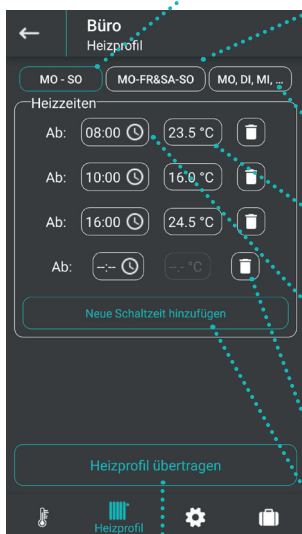 Büro
Heizprofil
MO - SO MO-FR&SA-SO MO, DI, MI, ...
Heizzeiten
Ab: 08:00 23.5 °C
Ab: 10:00 16.0 °C
Ab: 16:00 24.5 °C
Ab: --:-- --.- °C
Neue Schaltzeit hinzufügen
Heizprofil übertragen
Heizprofil